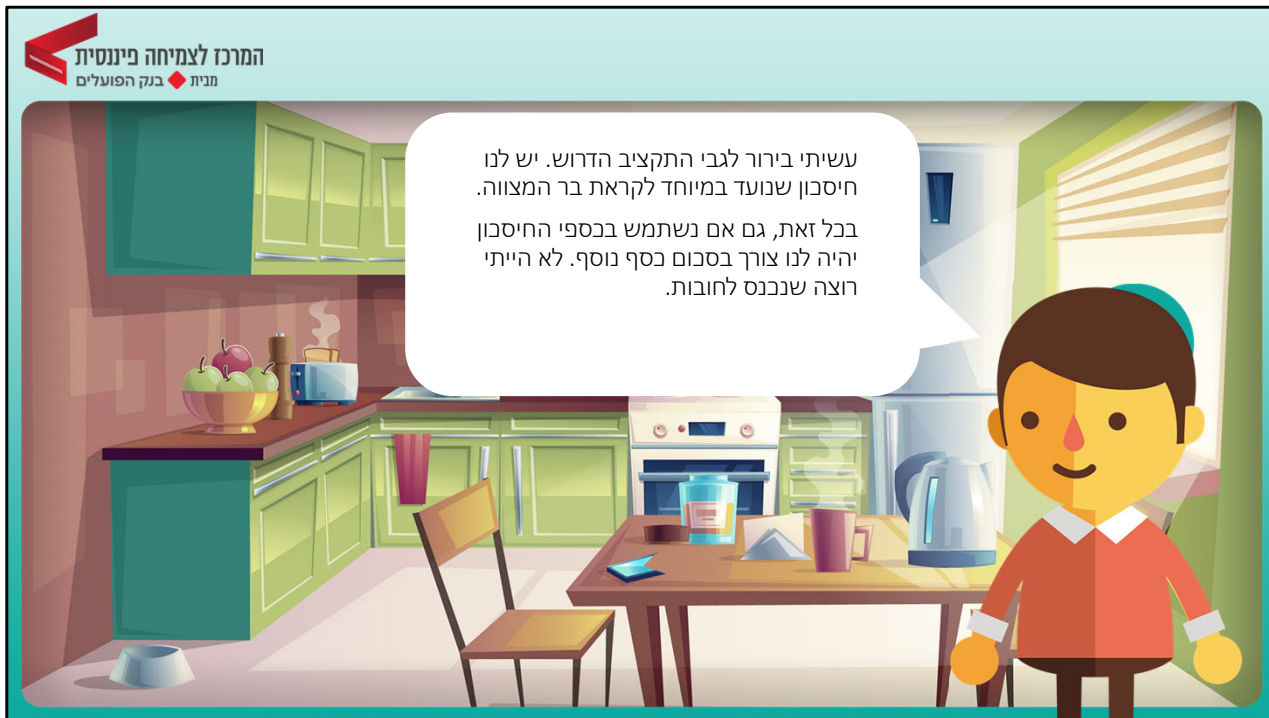 המרכז לצמיחה פיננסית
מבית בנק הפועלים
עשיתי בירור לגבי התקציב הדרוש. יש לנו
חיסכון שנועד במיוחד לקראת בר המצווה.
בכל זאת, גם אם נשתמש בכספי החיסכון
יהיה לנו צורך בסכום כסף נוסף. לא הייתי
רוצה שנכנס לחובות.